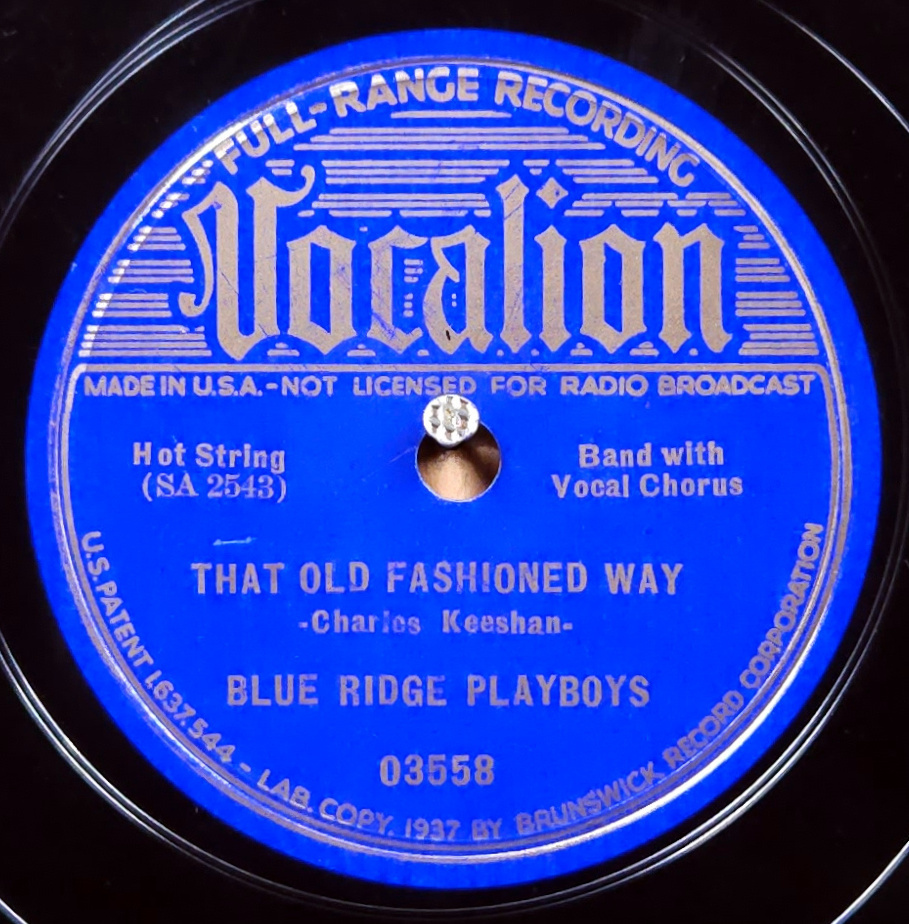 FULL-RANGE RECORDING
Vocalion
MADE IN U.S.A.-NOT LICENSED FOR RADIO BROADCAST
Hot String
(SA 2543)
Band with
Vocal Chorus
THAT OLD FASHIONED WAY
-Charles Keeshan-
BLUE RIDGE PLAYBOYS
03558
U.S. PATENT 1,637,544 - LAB. COPY. 1937 BY BRUNSWICK RECORD CORPORATION